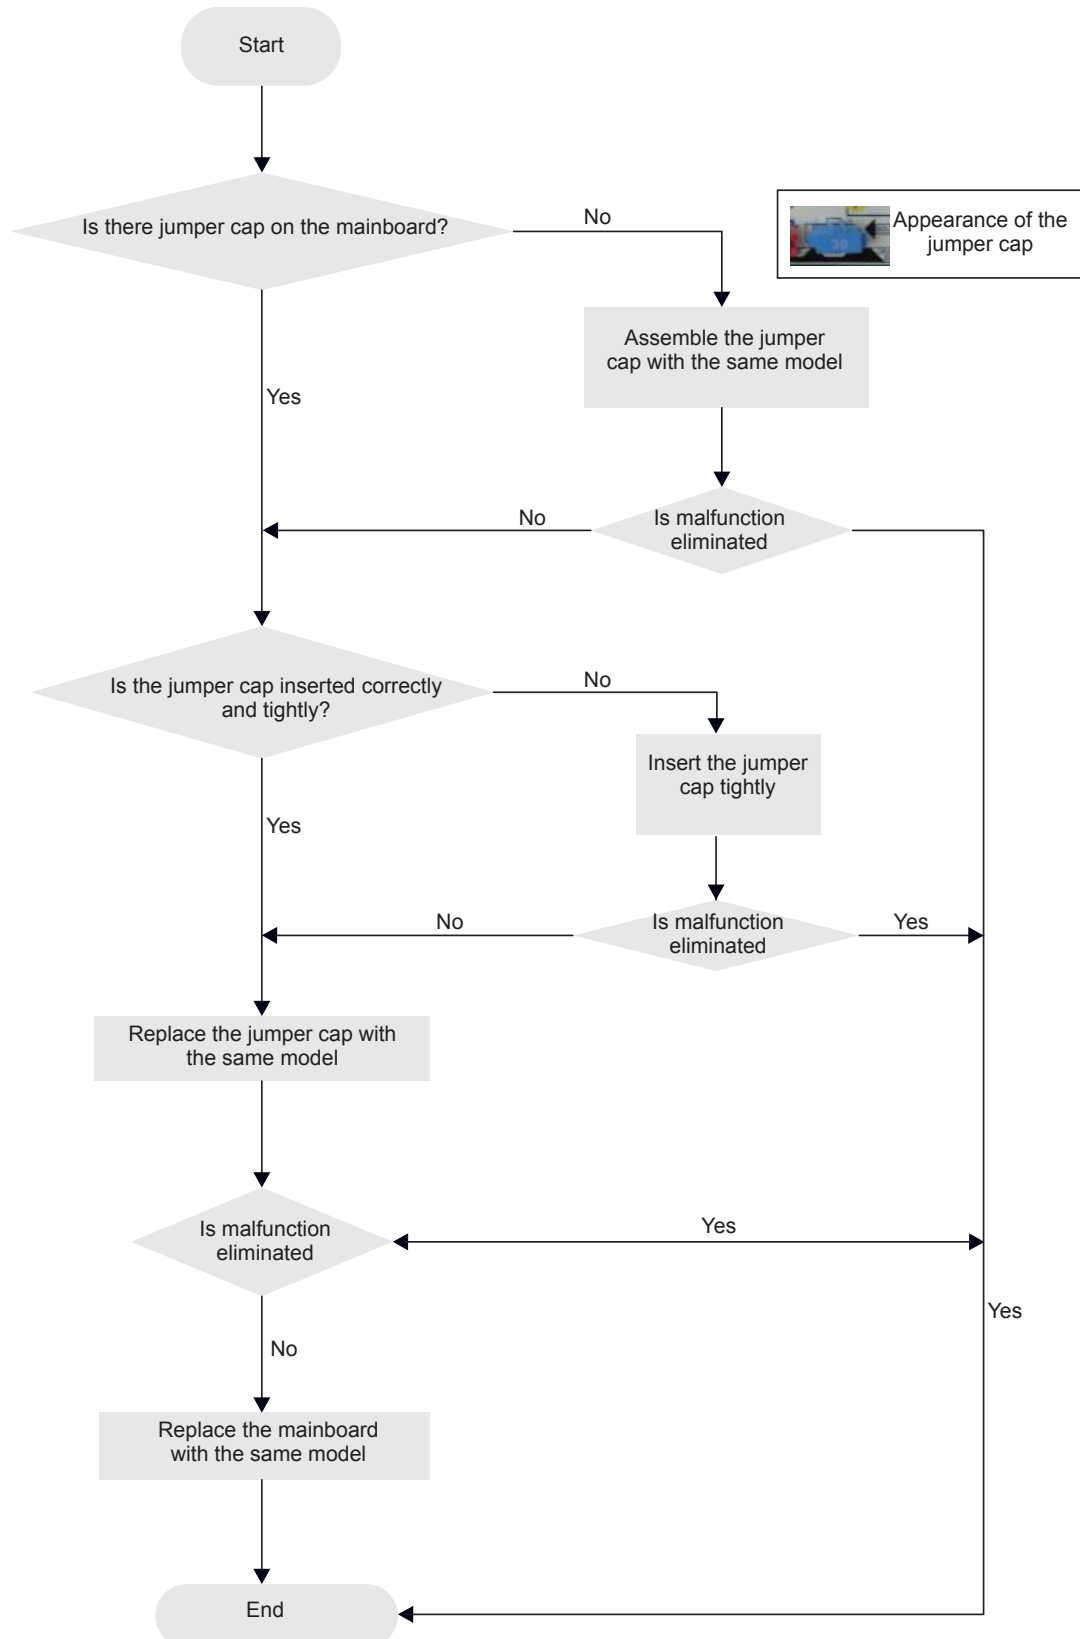 Start
Is there jumper cap on the mainboard?
No
Appearance of the
jumper cap
Assemble the jumper
cap with the same model
Yes
No
Is malfunction
eliminated
Is the jumper cap inserted correctly
and tightly?
No
Insert the jumper
cap tightly
Yes
No
Is malfunction
eliminated
Yes
Replace the jumper cap with
the same model
Is malfunction
eliminated
Yes
Yes
No
Replace the mainboard
with the same model
End